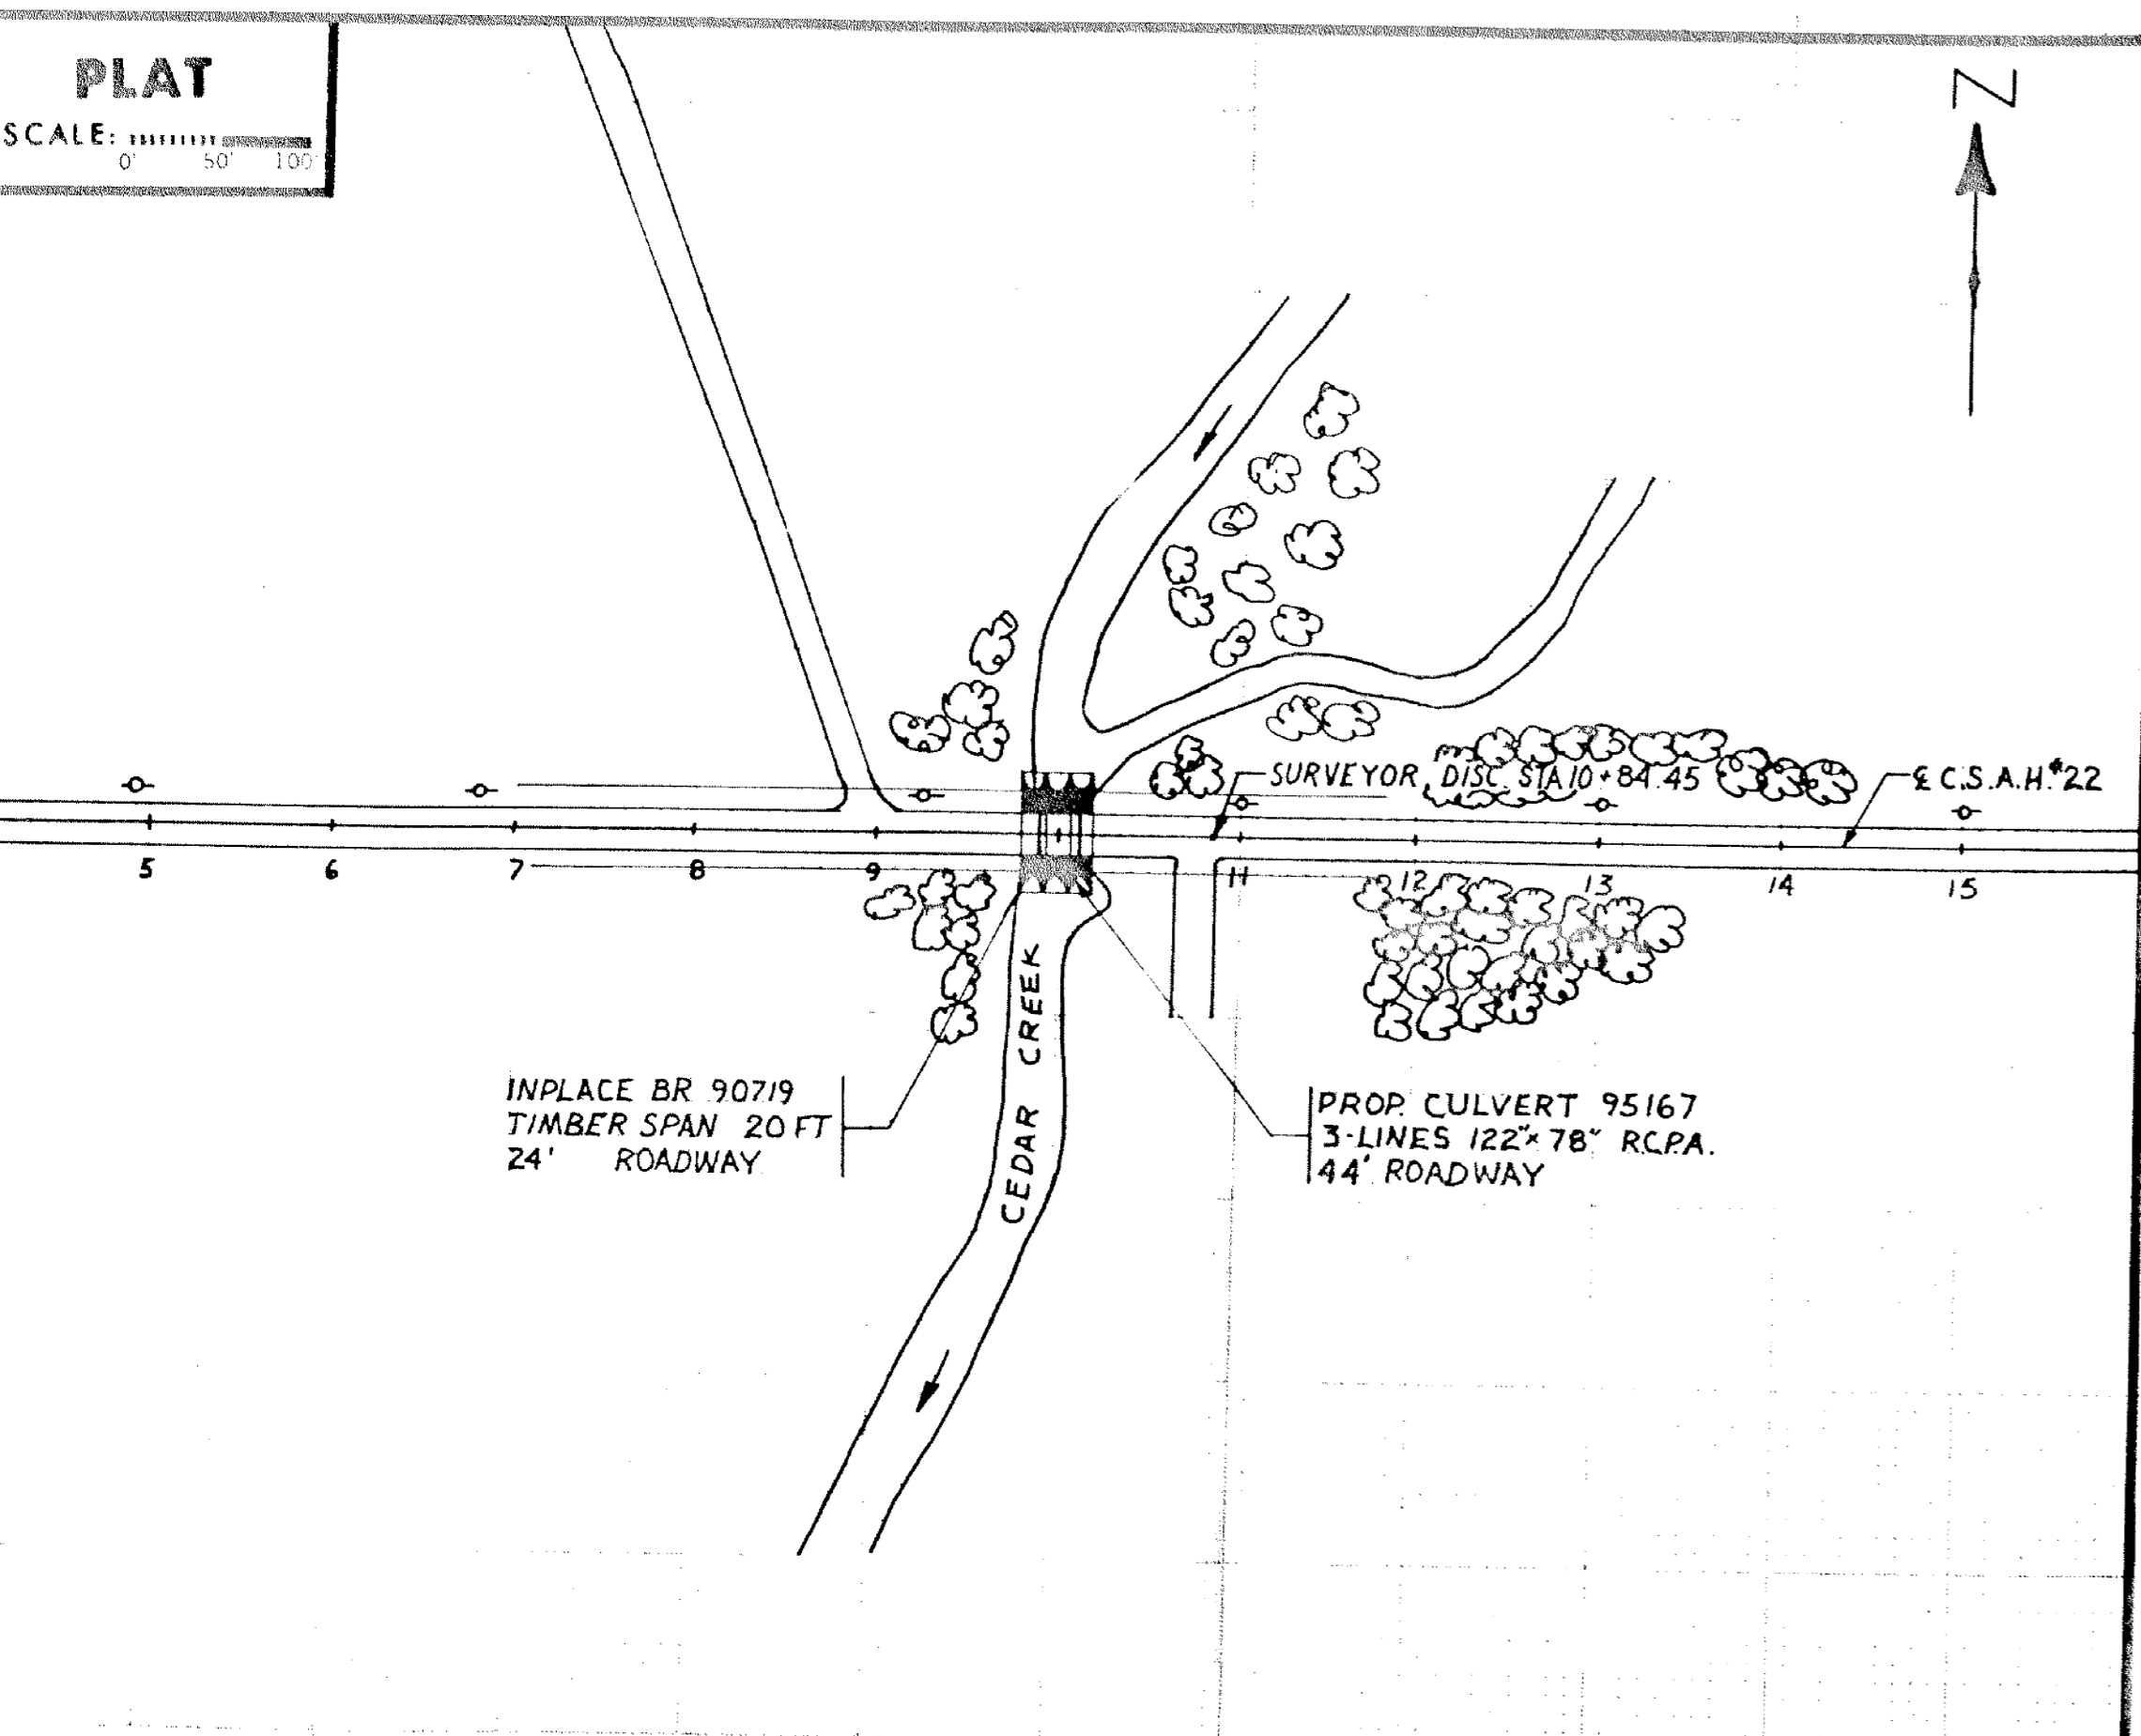 PLAT
SCALE:
0' 50' 100'
N
SURVEYOR DISC STA 10+84.45
℄ C.S.A.H. #22
5 6 7 8 9 11 12 13 14 15
CEDAR CREEK
INPLACE BR 90719
TIMBER SPAN 20 FT
24' ROADWAY
PROP. CULVERT 95167
3-LINES 122"x 78" R.C.P.A.
44' ROADWAY